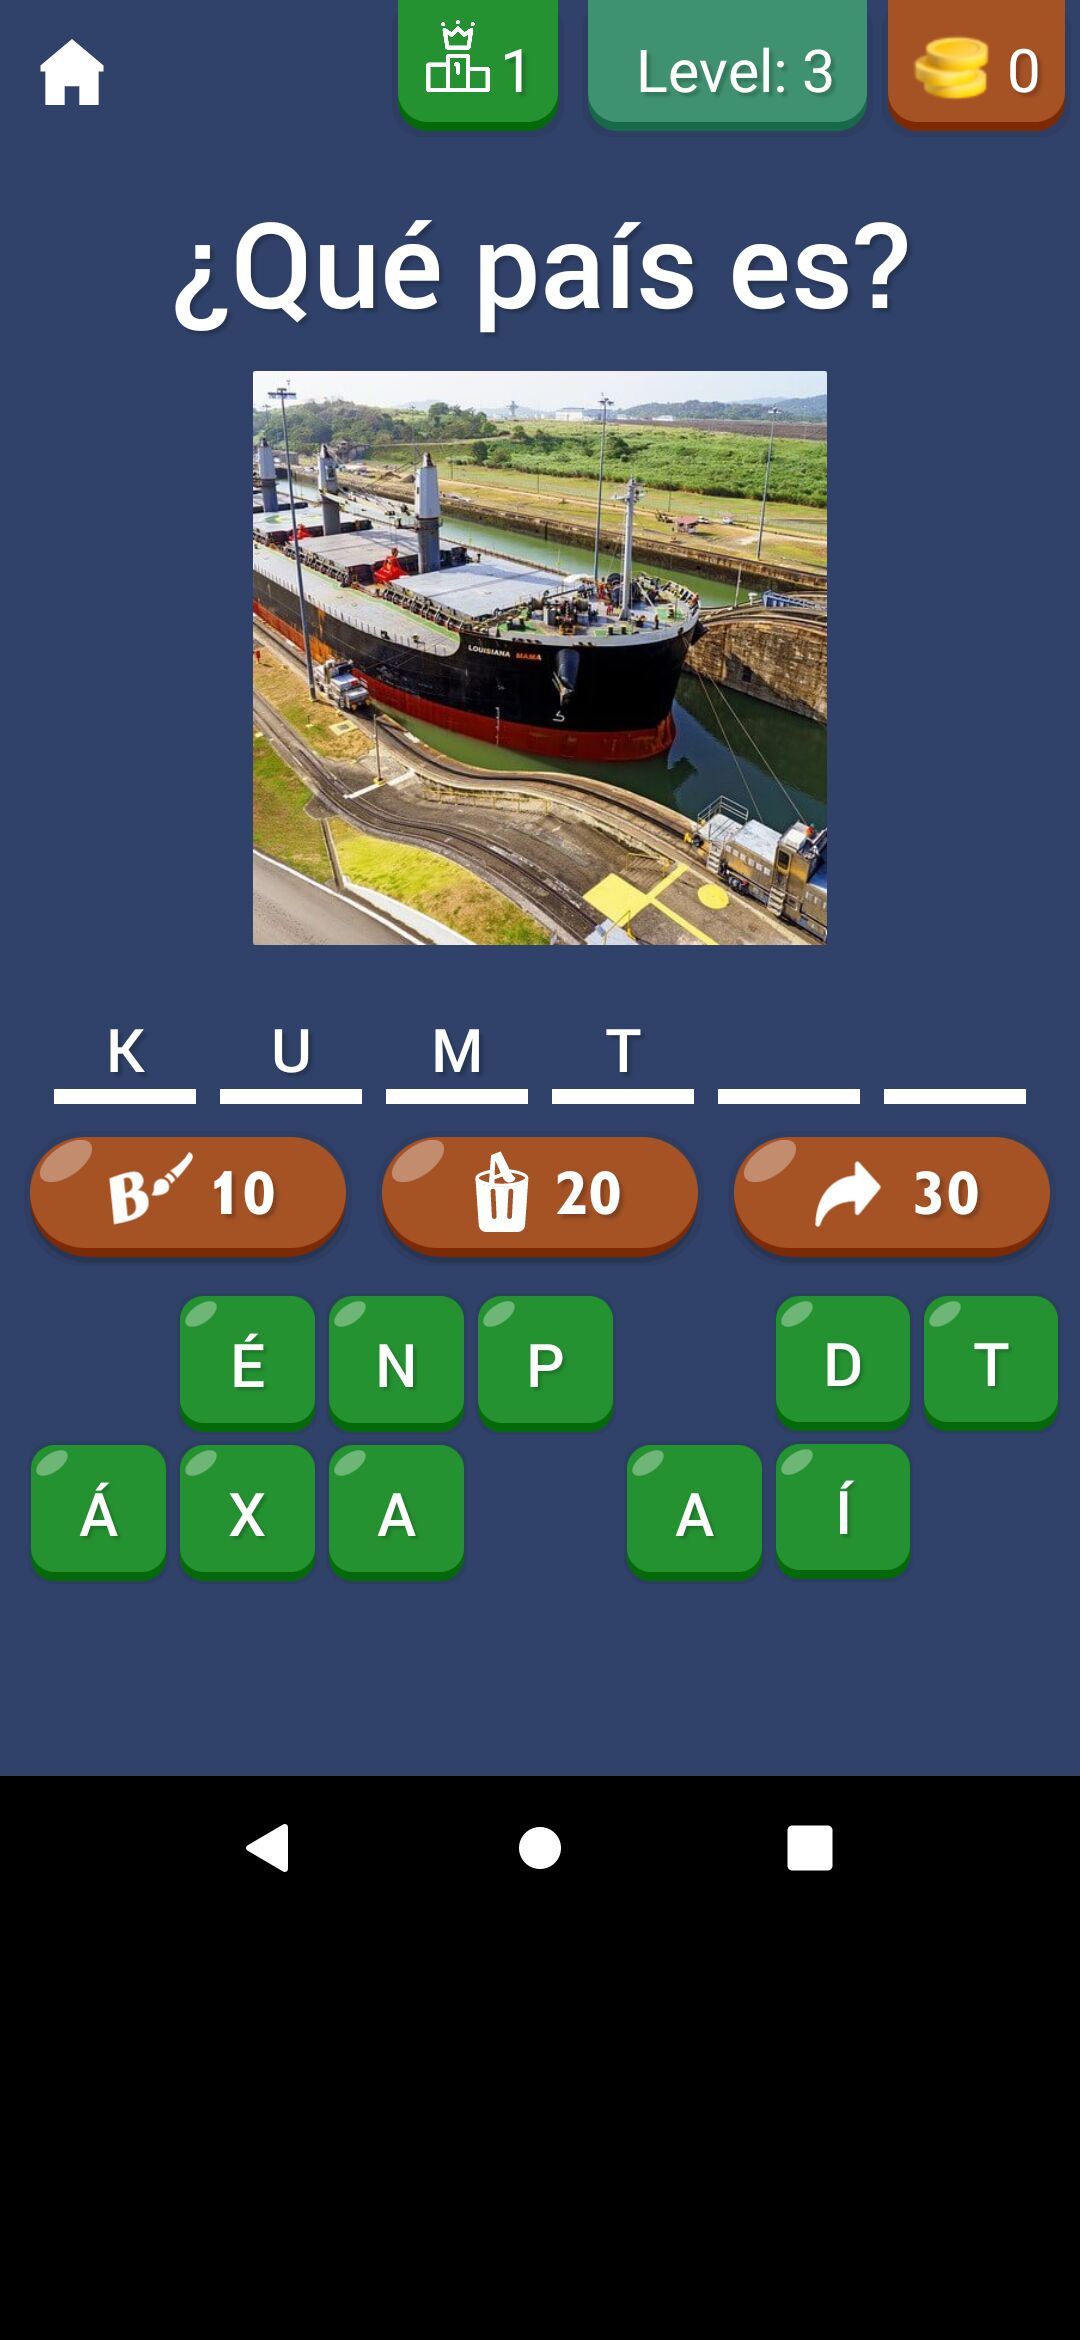 1 Level: 3 0
¿Qué país es?
LOUISIANA MAMA
K U M T
B 10 20 30
É N P D T
Á X A A Í